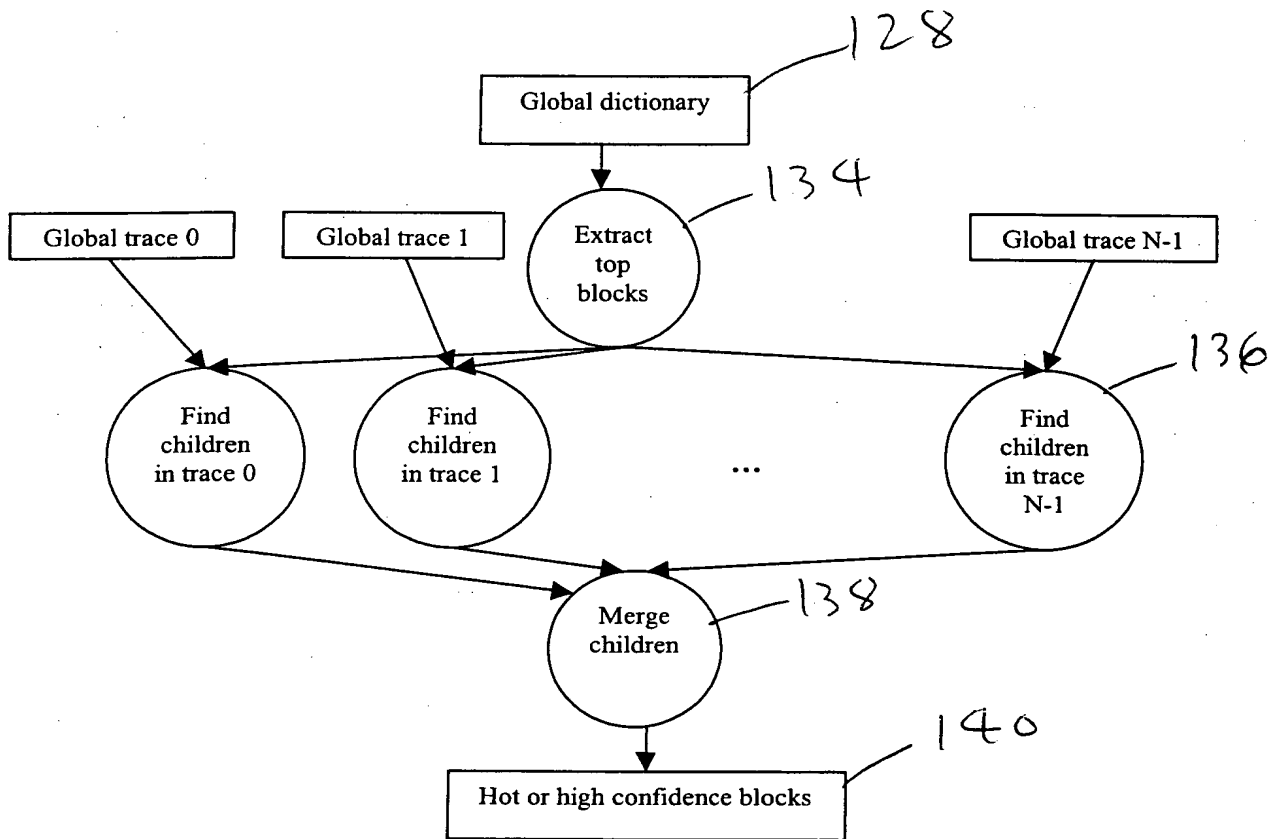 128
Global dictionary
134
Global trace 0
Global trace 1
Extract
top
blocks
Global trace N-1
136
Find
children
in trace 0
Find
children
in trace 1
...
Find
children
in trace
N-1
138
Merge
children
140
Hot or high confidence blocks